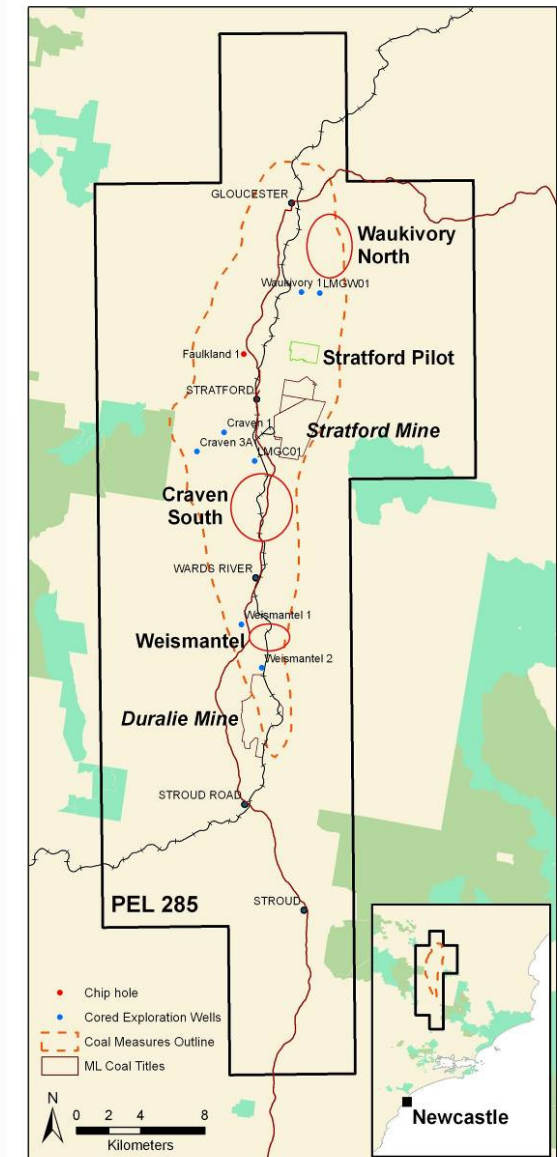 GLOUCESTER
Waukivory
North
Waukivory 1
LMGW01
Faulkland 1
Stratford Pilot
STRATFORD
Craven 1
Stratford Mine
Craven 3A
LMGC01
Craven
South
WARDS RIVER
Weismantel 1
Weismantel
Weismantel 2
Duralie Mine
STROUD ROAD
PEL 285
STROUD
Chip hole
Cored Exploration Wells
Coal Measures Outline
ML Coal Titles
N
0 2 4 8
Kilometers
Newcastle